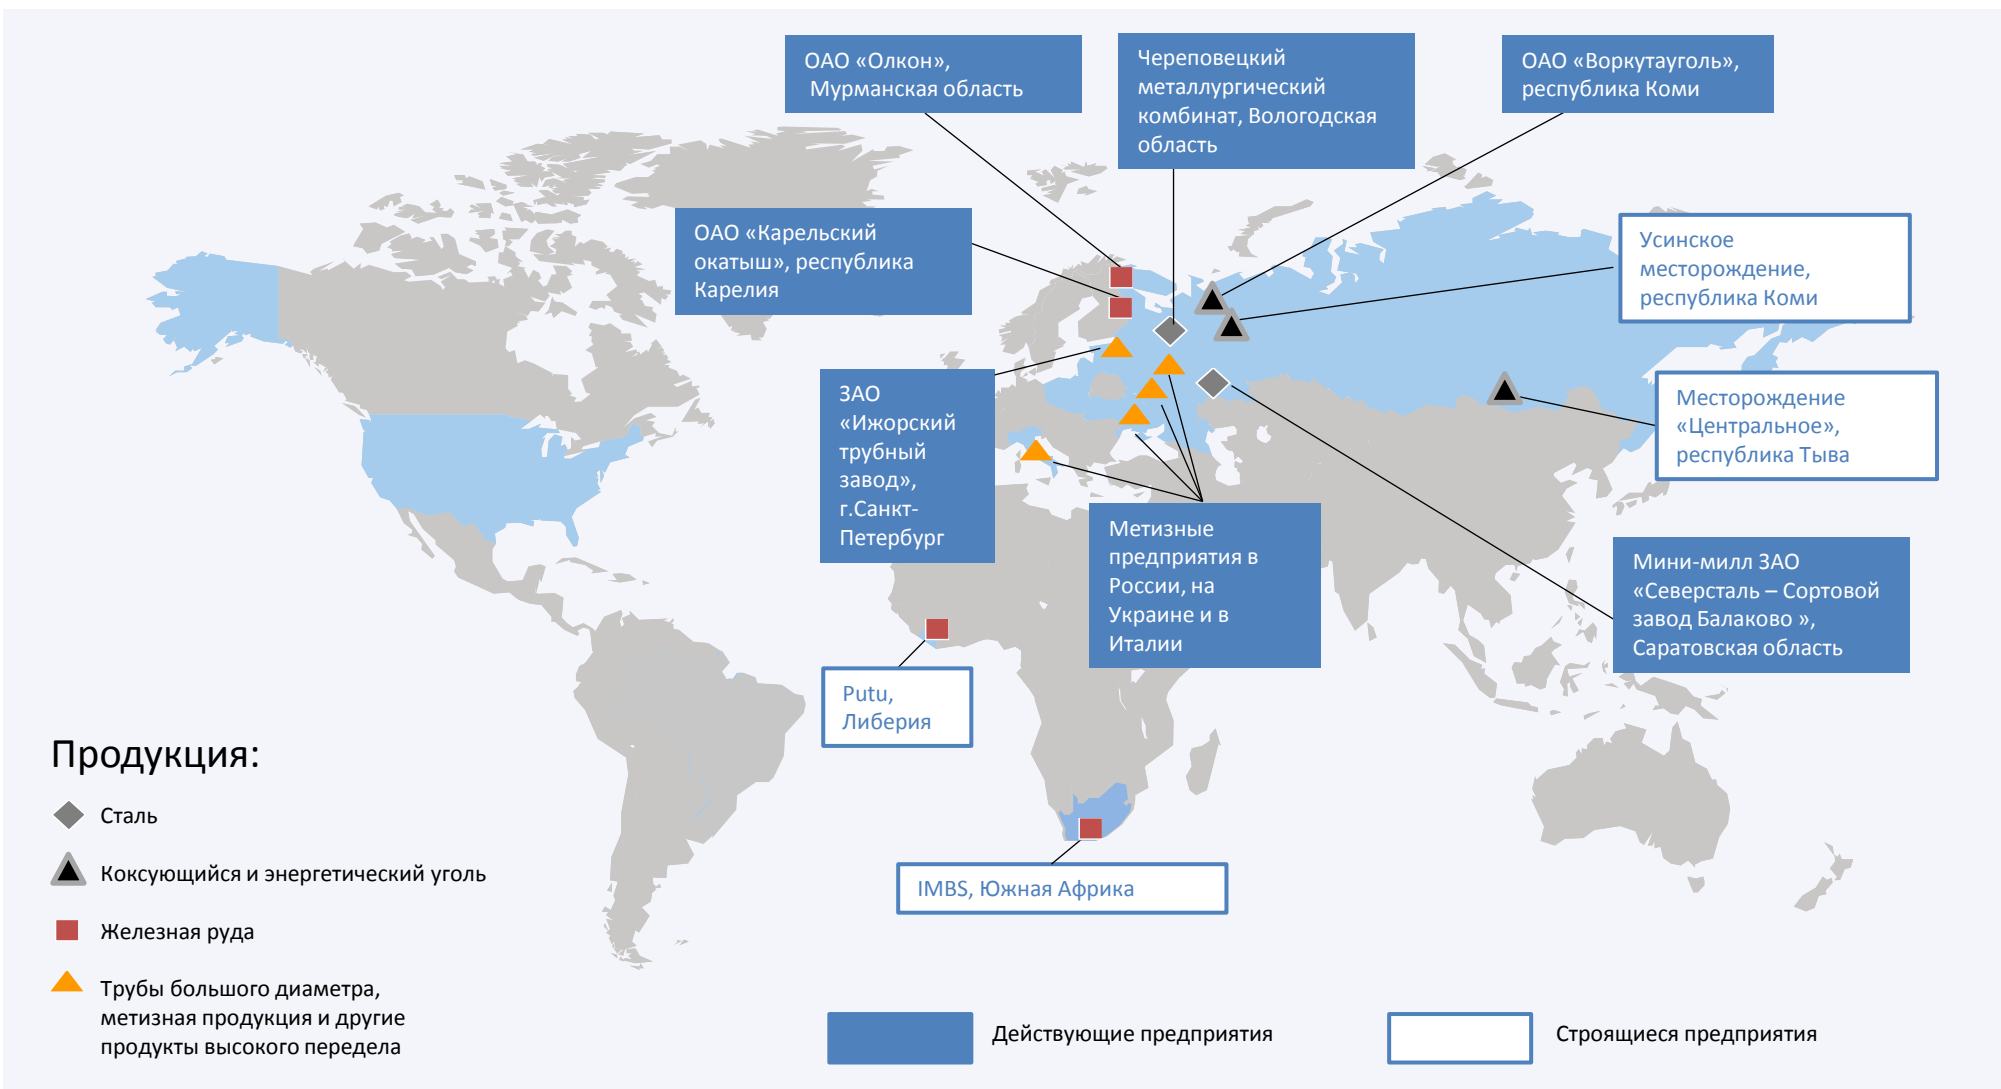 ОАО «Олкон»,
Мурманская область
Череповецкий
металлургический
комбинат, Вологодская
область
ОАО «Воркутауголь»,
республика Коми
ОАО «Карельский
окатыш», республика
Карелия
Усинское
месторождение,
республика Коми
ЗАО
«Ижорский
трубный
завод»,
г.Санкт-
Петербург
Месторождение
«Центральное»,
республика Тыва
Метизные
предприятия в
России, на
Украине и в
Италии
Мини-милл ЗАО
«Северсталь – Сортовой
завод Балаково »,
Саратовская область
Putu,
Либерия
IMBS, Южная Африка
Продукция:
Сталь
Коксующийся и энергетический уголь
Железная руда
Трубы большого диаметра,
метизная продукция и другие
продукты высокого передела
Действующие предприятия
Строящиеся предприятия